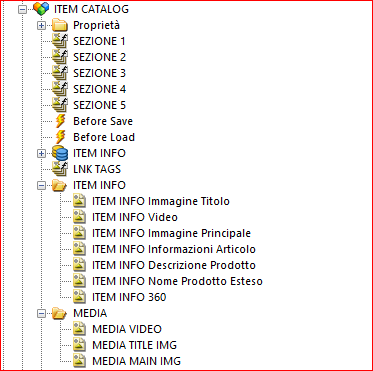 ITEM CATALOG
Proprietà
SEZIONE 1
SEZIONE 2
SEZIONE 3
SEZIONE 4
SEZIONE 5
Before Save
Before Load
ITEM INFO
LNK TAGS
ITEM INFO
ITEM INFO Immagine Titolo
ITEM INFO Video
ITEM INFO Immagine Principale
ITEM INFO Informazioni Articolo
ITEM INFO Descrizione Prodotto
ITEM INFO Nome Prodotto Esteso
ITEM INFO 360
MEDIA
MEDIA VIDEO
MEDIA TITLE IMG
MEDIA MAIN IMG